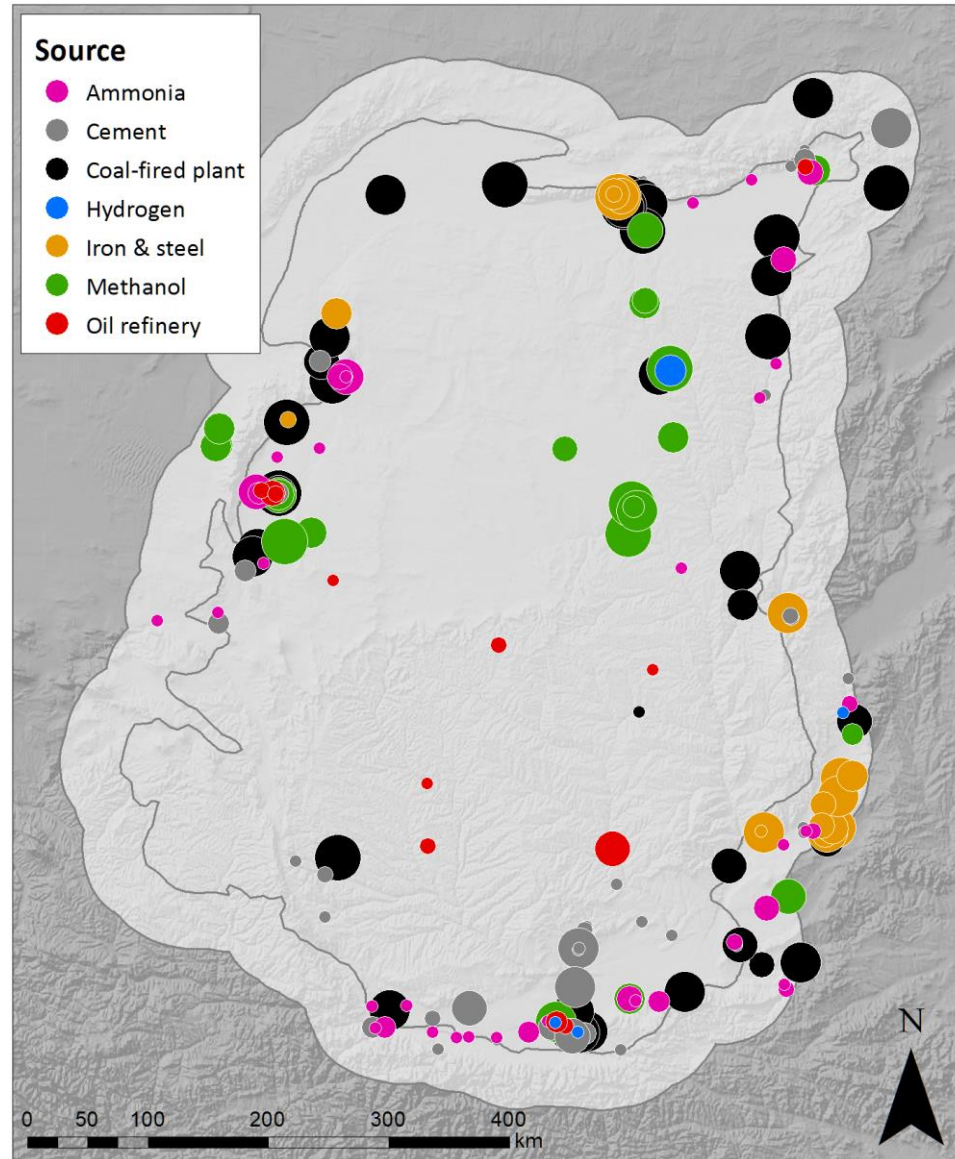 Source
Ammonia
Cement
Coal-fired plant
Hydrogen
Iron & steel
Methanol
Oil refinery
N
0 50 100 200 300 400
km